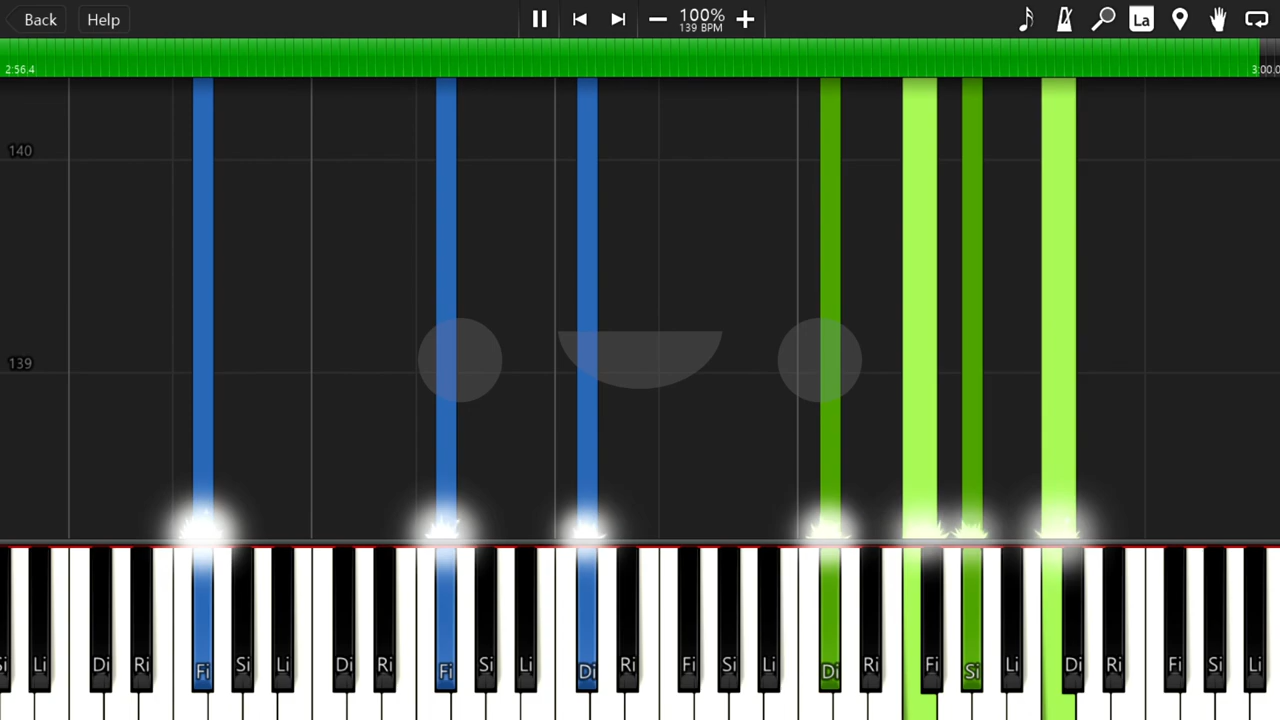 Back Help 100% La
139 BPM
2:56,4 3:00,0
140
139
Si Li Di Ri Fi Si Li Di Ri Fi Si Li Di Ri Fi Si Li Di Ri Fi Si Li Di Ri Fi Si Li